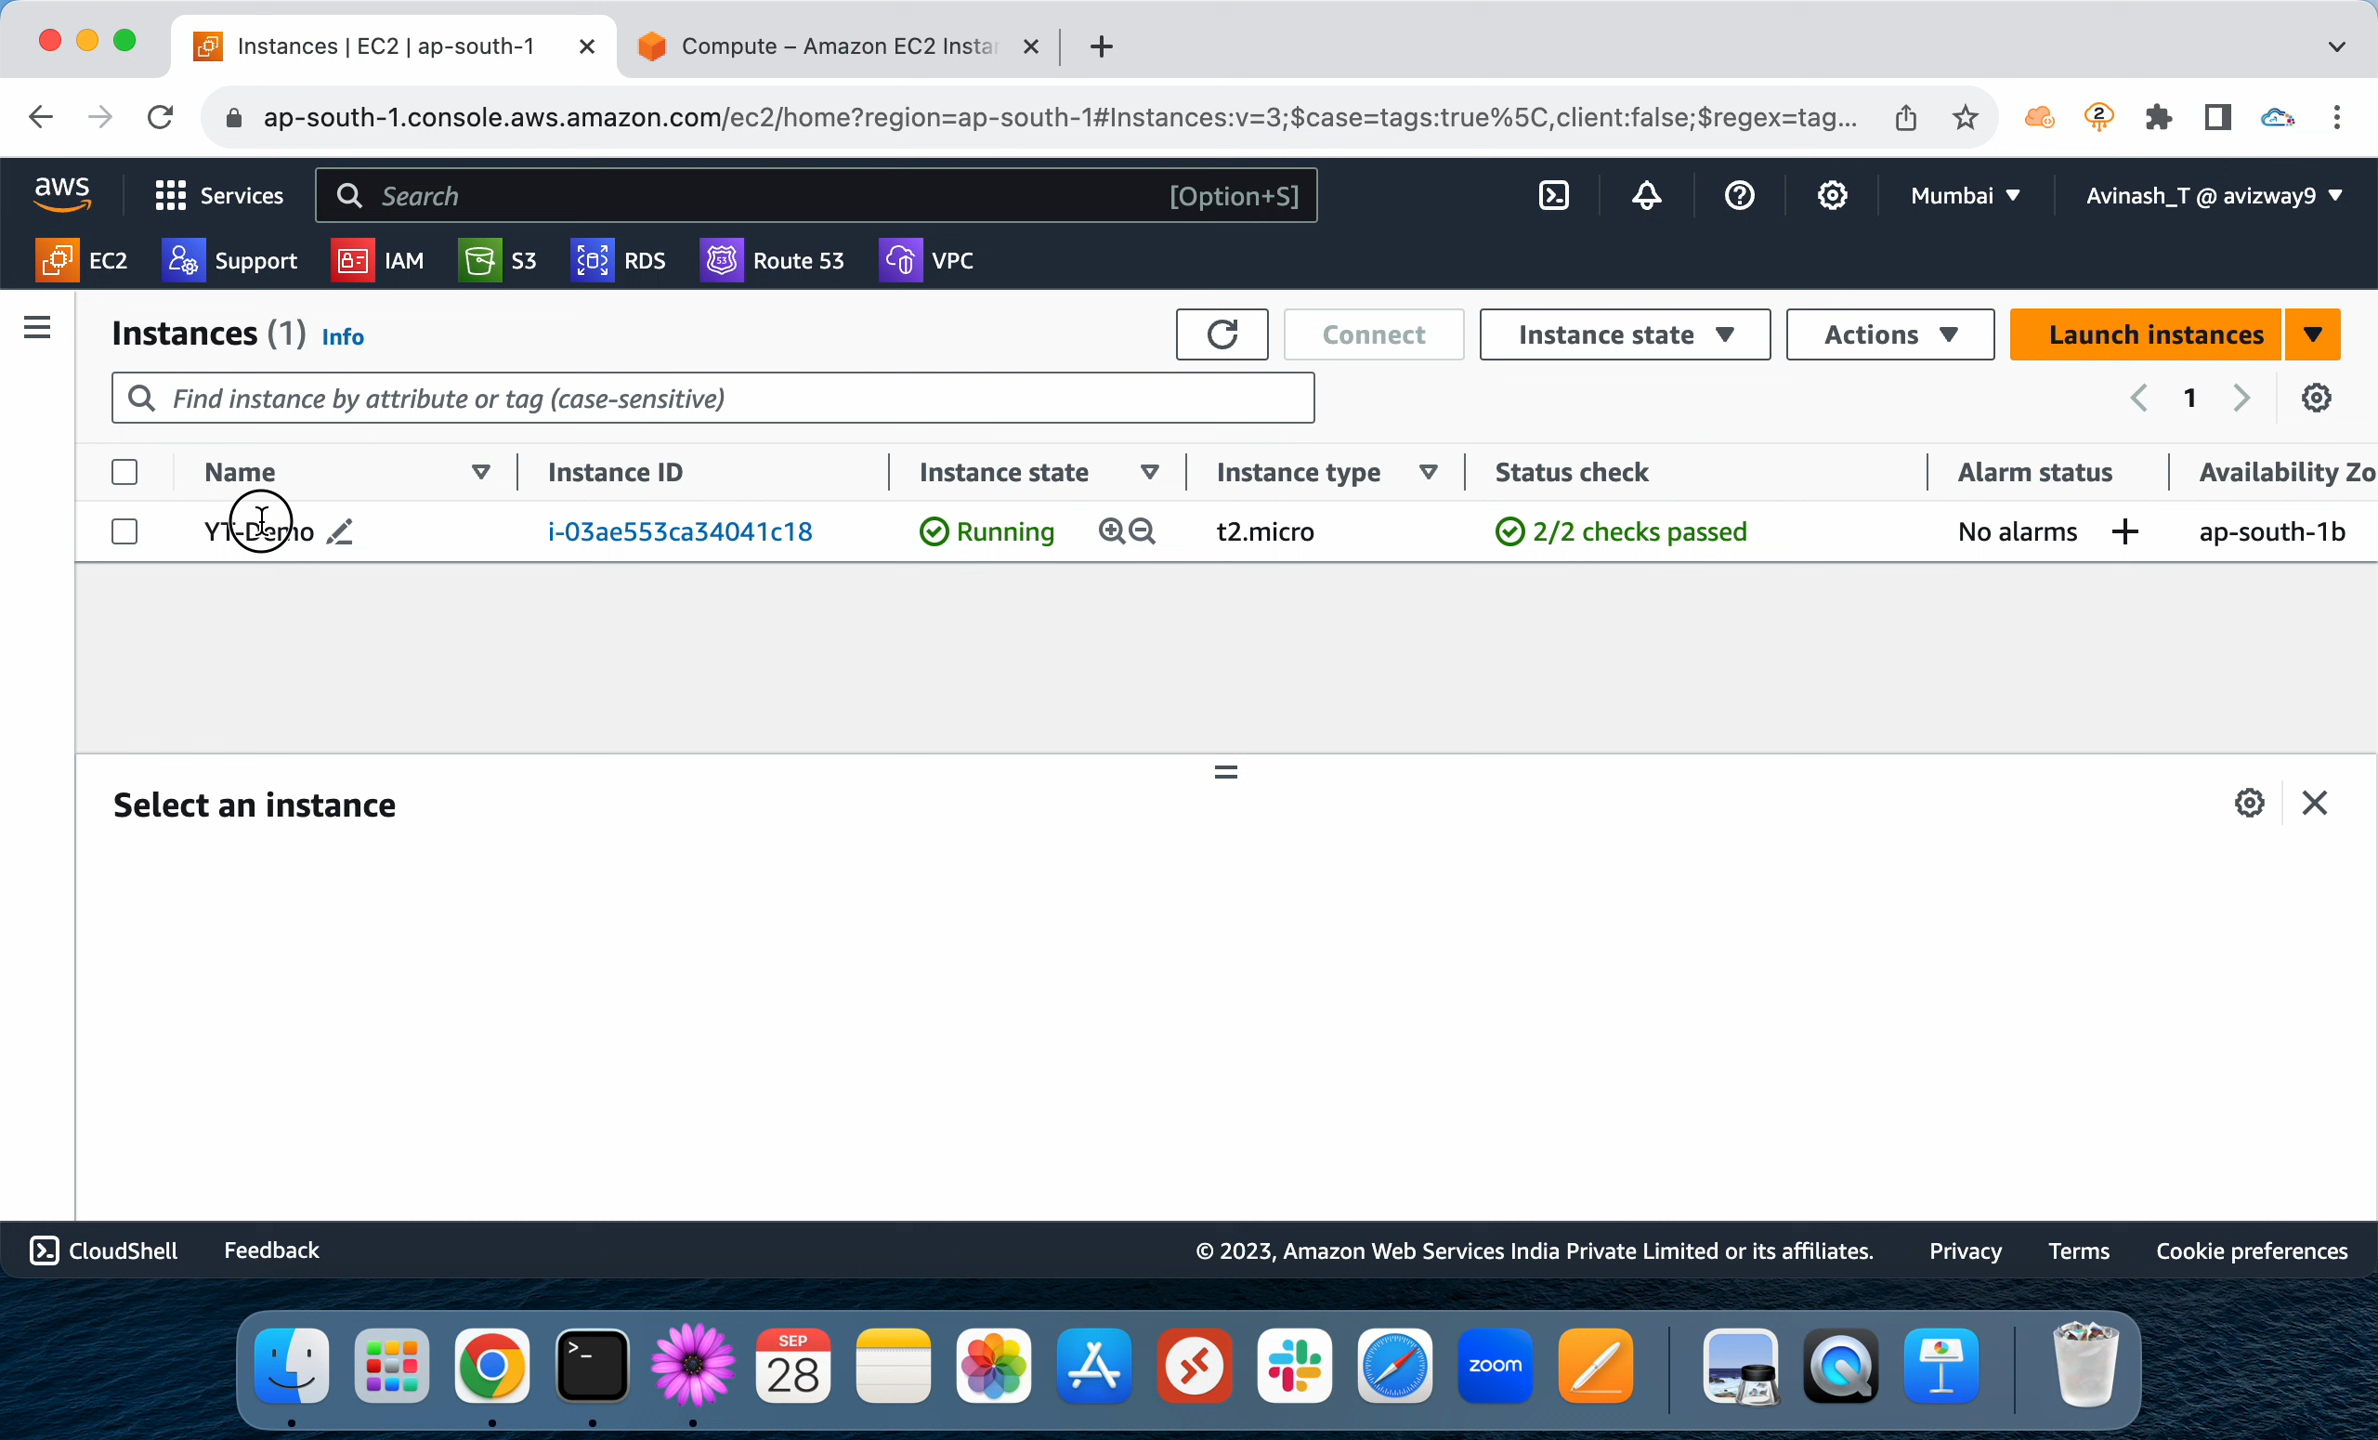 Instances | EC2 | ap-south-1
Compute – Amazon EC2 Insta
ap-south-1.console.aws.amazon.com/ec2/home?region=ap-south-1#Instances:v=3;$case=tags:true%5C,client:false;$regex=tag...
2
aws
Services
Search
[Option+S]
Mumbai
Avinash_T @ avizway9
EC2
Support
IAM
S3
RDS
53
Route 53
VPC
Instances (1) Info
Connect
Instance state
Actions
Launch instances
Find instance by attribute or tag (case-sensitive)
1
Name
Instance ID
Instance state
Instance type
Status check
Alarm status
Availability Zo
YT-Demo
i-03ae553ca34041c18
Running
t2.micro
2/2 checks passed
No alarms
ap-south-1b
Select an instance
CloudShell
Feedback
© 2023, Amazon Web Services India Private Limited or its affiliates.
Privacy
Terms
Cookie preferences
SEP
28
zoom